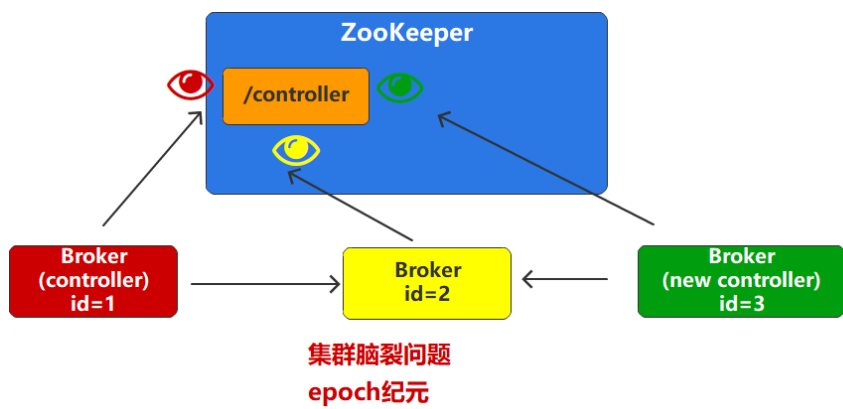 ZooKeeper
/controller
Broker
(controller)
id=1
Broker
id=2
Broker
(new controller)
id=3
集群脑裂问题
epoch纪元